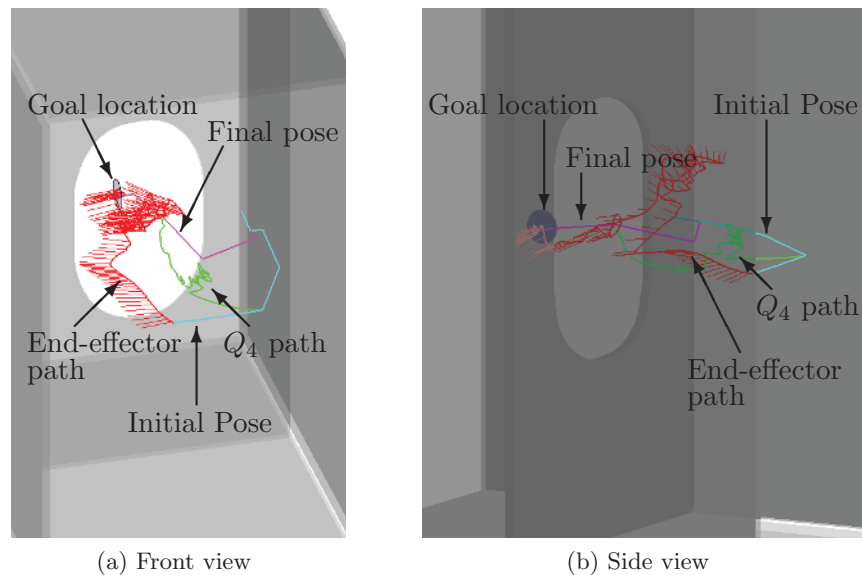 Goal location
Final pose
End-effector
path
Q4 path
Initial Pose
(a) Front view
Goal location
Initial Pose
Final pose
Q4 path
End-effector
path
(b) Side view